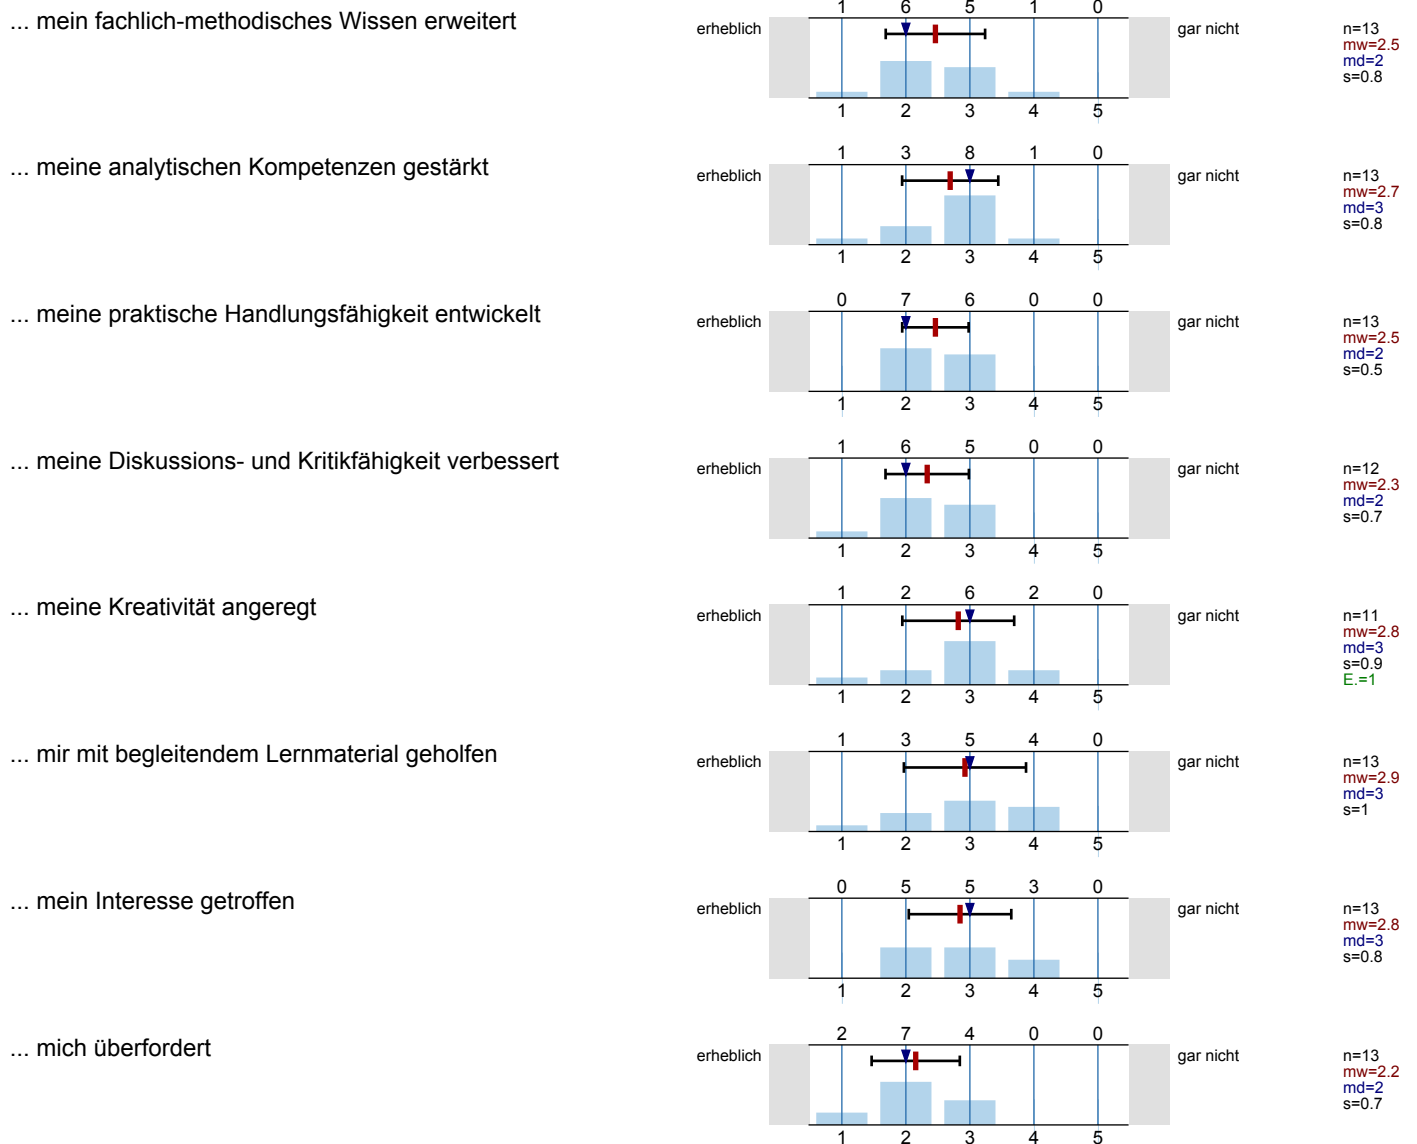 ... mein fachlich-methodisches Wissen erweitert
1 6 5 1 0
erheblich
gar nicht
n=13
mw=2.5
md=2
s=0.8
1 2 3 4 5
... meine analytischen Kompetenzen gestärkt
1 3 8 1 0
erheblich
gar nicht
n=13
mw=2.7
md=3
s=0.8
1 2 3 4 5
... meine praktische Handlungsfähigkeit entwickelt
0 7 6 0 0
erheblich
gar nicht
n=13
mw=2.5
md=2
s=0.5
1 2 3 4 5
... meine Diskussions- und Kritikfähigkeit verbessert
1 6 5 0 0
erheblich
gar nicht
n=12
mw=2.3
md=2
s=0.7
1 2 3 4 5
... meine Kreativität angeregt
1 2 6 2 0
erheblich
gar nicht
n=11
mw=2.8
md=3
s=0.9
E.=1
1 2 3 4 5
... mir mit begleitendem Lernmaterial geholfen
1 3 5 4 0
erheblich
gar nicht
n=13
mw=2.9
md=3
s=1
1 2 3 4 5
... mein Interesse getroffen
0 5 5 3 0
erheblich
gar nicht
n=13
mw=2.8
md=3
s=0.8
1 2 3 4 5
... mich überfordert
2 7 4 0 0
erheblich
gar nicht
n=13
mw=2.2
md=2
s=0.7
1 2 3 4 5